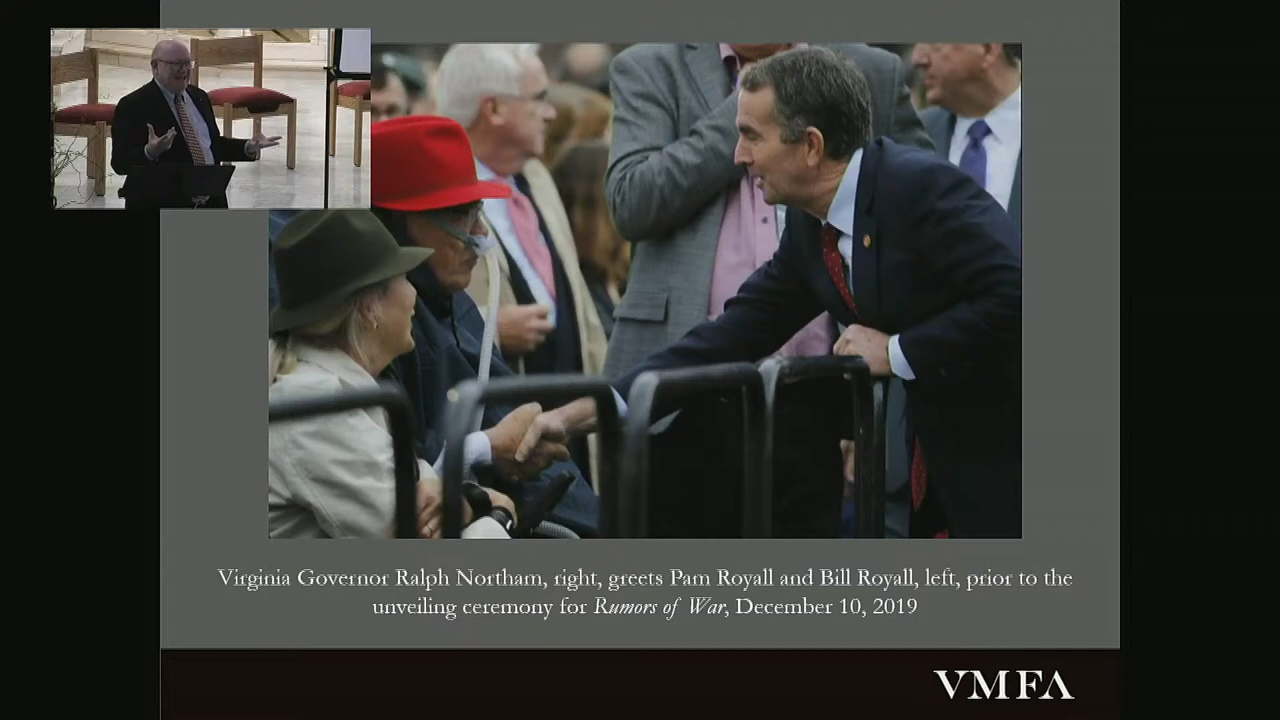 Virginia Governor Ralph Northam, right, greets Pam Royall and Bill Royall, left, prior to the
unveiling ceremony for Rumors of War, December 10, 2019
VMFA